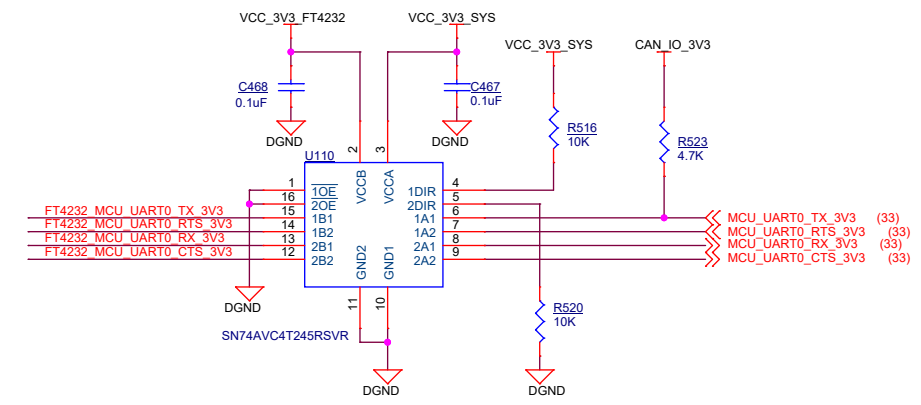 VCC_3V3_FT4232
VCC_3V3_SYS
VCC_3V3_SYS
CAN_IO_3V3
C468
0.1uF
C467
0.1uF
DGND
DGND
R516
10K
R523
4.7K
U110
2
3
VCCB
VCCA
1
1OE
1DIR
4
16
2OE
2DIR
5
FT4232_MCU_UART0_TX_3V3
15
1B1
1A1
6
MCU_UART0_TX_3V3 (33)
FT4232_MCU_UART0_RTS_3V3
14
1B2
1A2
7
MCU_UART0_RTS_3V3 (33)
FT4232_MCU_UART0_RX_3V3
13
2B1
2A1
8
MCU_UART0_RX_3V3 (33)
FT4232_MCU_UART0_CTS_3V3
12
2B2
2A2
9
MCU_UART0_CTS_3V3 (33)
GND2
GND1
11
10
DGND
R520
10K
SN74AVC4T245RSVR
DGND
DGND